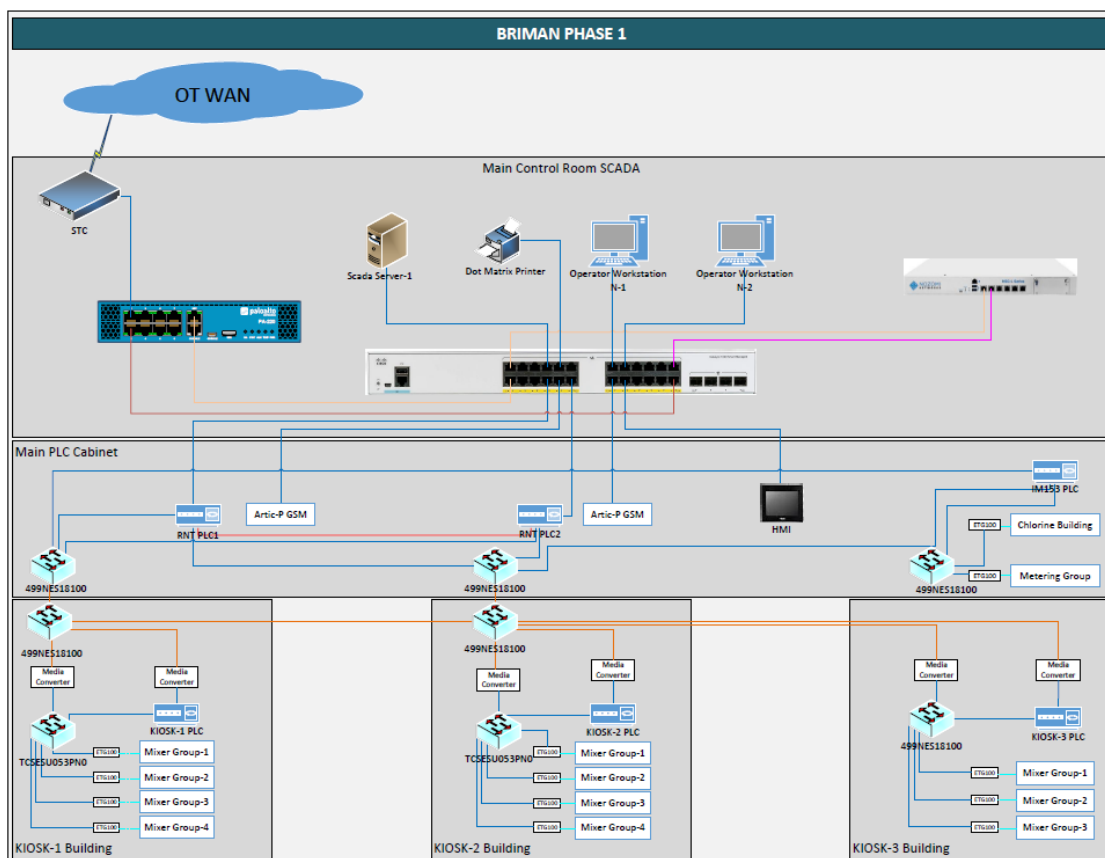 BRIMAN PHASE 1
OT WAN
Main Control Room SCADA
STC
Scada Server-1
Dot Matrix Printer
Operator Workstation
N-1
Operator Workstation
N-2
paloalto
PA-220
Main PLC Cabinet
RNT PLC1
Artic-P GSM
RNT PLC2
Artic-P GSM
HMI
IM153 PLC
ETG100
Chlorine Building
ETG100
Metering Group
499NES18100
499NES18100
499NES18100
499NES18100
499NES18100
Media
Converter
Media
Converter
Media
Converter
Media
Converter
Media
Converter
Media
Converter
KIOSK-1 PLC
KIOSK-2 PLC
KIOSK-3 PLC
TCSESU053PN0
TCSESU053PN0
499NES18100
ETG100
Mixer Group-1
ETG100
Mixer Group-2
ETG100
Mixer Group-3
ETG100
Mixer Group-4
ETG100
Mixer Group-1
ETG100
Mixer Group-2
ETG100
Mixer Group-3
ETG100
Mixer Group-4
ETG100
Mixer Group-1
ETG100
Mixer Group-2
ETG100
Mixer Group-3
KIOSK-1 Building
KIOSK-2 Building
KIOSK-3 Building